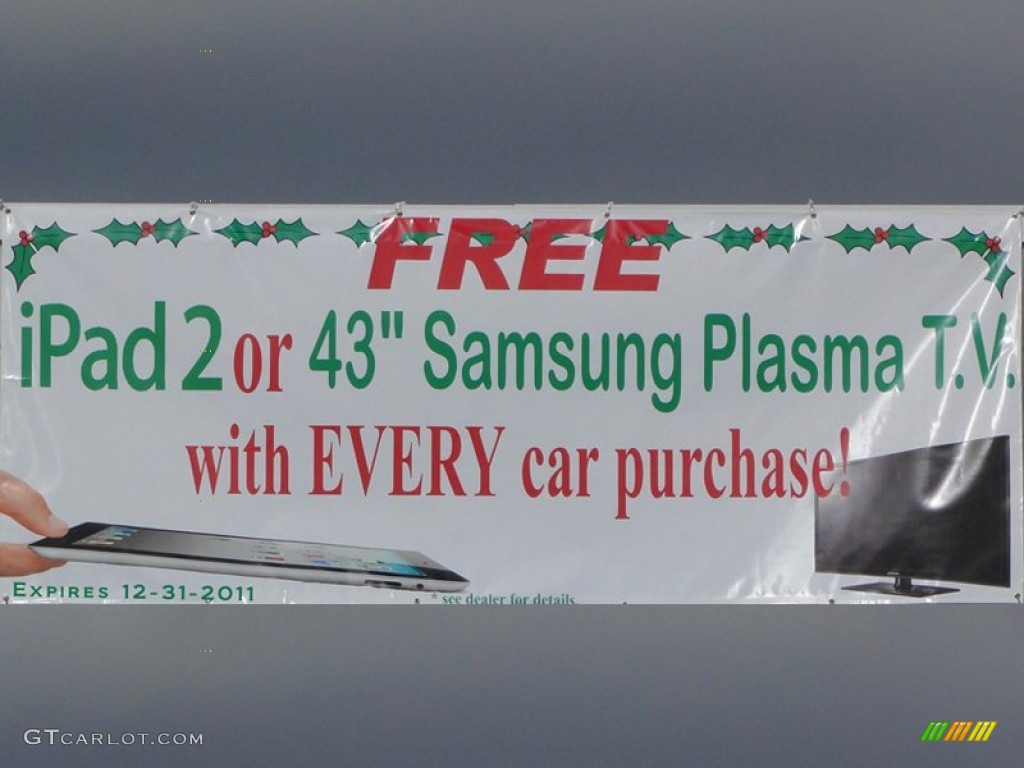 FREE
iPad 2 or 43" Samsung Plasma T.V.
with EVERY car purchase!
EXPIRES 12-31-2011
* see dealer for details.
GTCARLOT.COM